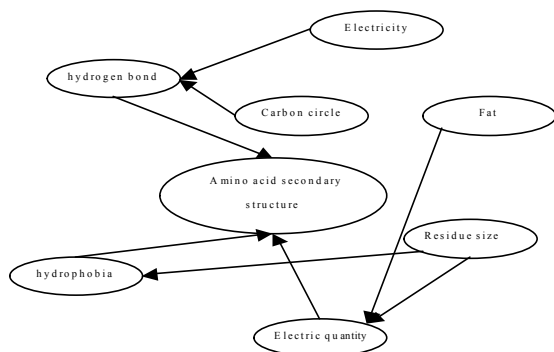 Electricity
hydrogen bond
Carbon circle
Fat
Amino acid secondary
structure
Residue size
hydrophobia
Electric quantity